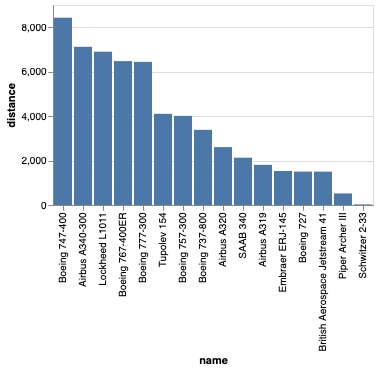 8,000
6,000
4,000
2,000
0
distance
Boeing 747-400
Airbus A340-300
Lockheed L1011
Boeing 767-400ER
Boeing 777-300
Tupolev 154
Boeing 757-300
Boeing 737-800
Airbus A320
SAAB 340
Airbus A319
Embraer ERJ-145
Boeing 727
British Aerospace Jetstream 41
Piper Archer III
Schwitzer 2-33
name